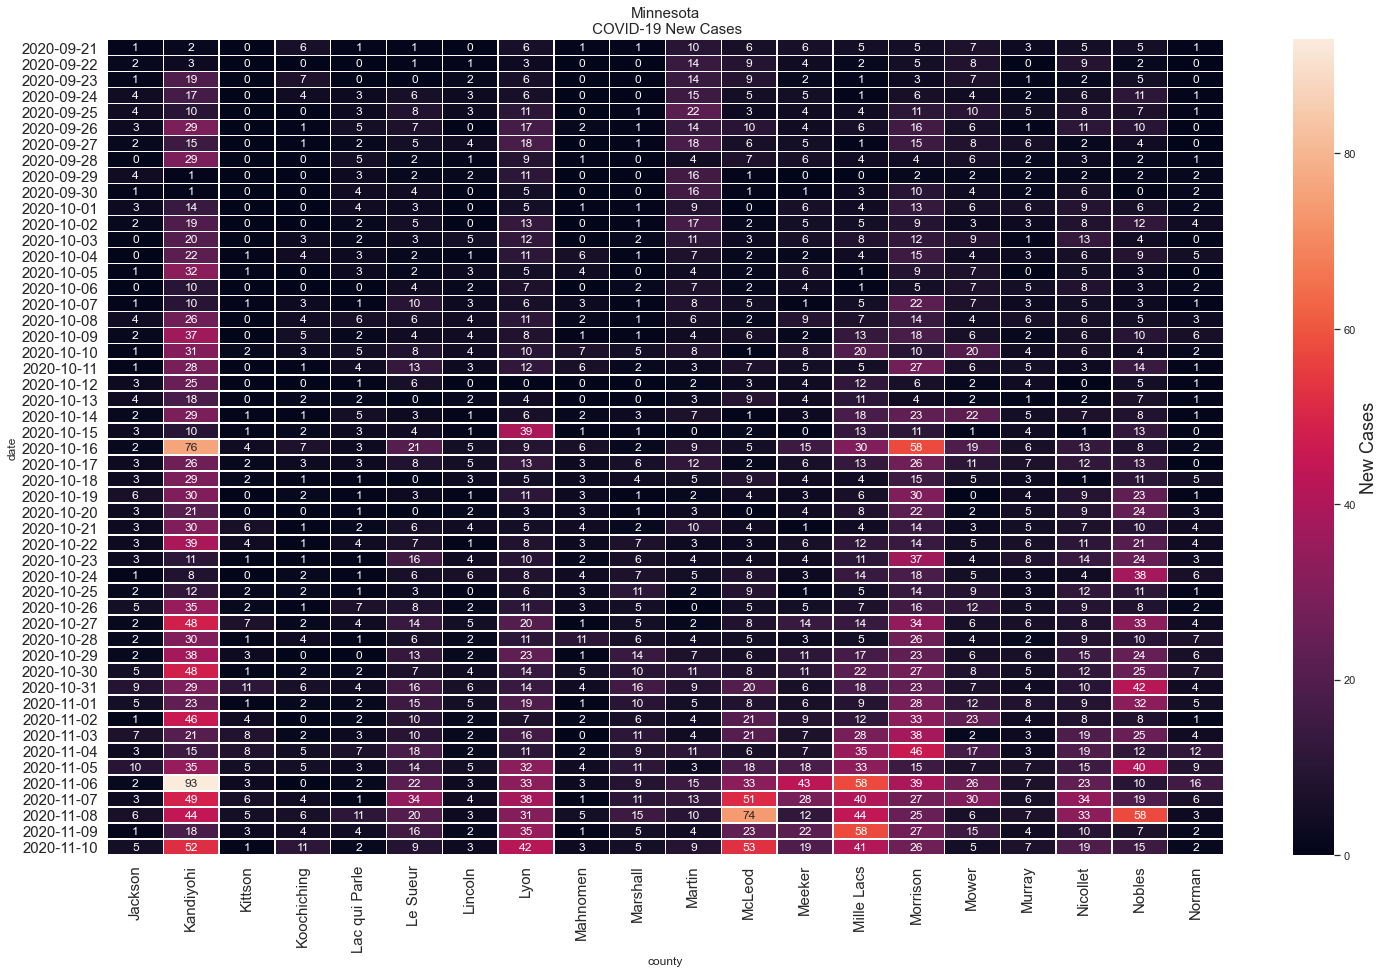 Minnesota
COVID-19 New Cases
2020-09-21 1 2 0 6 1 1 0 6 1 1 10 6 6 5 5 7 3 5 5 1
2020-09-22 2 3 0 0 0 1 1 3 0 0 14 9 4 2 5 8 0 9 2 0
2020-09-23 1 19 0 7 0 0 2 6 0 0 14 9 2 1 3 7 1 2 5 0
2020-09-24 4 17 0 4 3 6 3 6 0 0 15 5 5 1 6 4 2 6 11 1
2020-09-25 4 10 0 0 3 8 3 11 0 1 22 3 4 4 11 10 5 8 7 1
2020-09-26 3 29 0 1 5 7 0 17 2 1 14 10 4 6 16 6 1 11 10 0
2020-09-27 2 15 0 1 2 5 4 18 0 1 18 6 5 1 15 8 6 2 4 0
2020-09-28 0 29 0 0 5 2 1 9 1 0 4 7 6 4 4 6 2 3 2 1
2020-09-29 4 1 0 0 3 2 2 11 0 0 16 1 0 0 2 2 2 2 2 2
2020-09-30 1 1 0 0 4 4 0 5 0 0 16 1 1 3 10 4 2 6 0 2
2020-10-01 3 14 0 0 4 3 0 5 1 1 9 0 6 4 13 6 6 9 6 2
2020-10-02 2 19 0 0 2 5 0 13 0 1 17 2 5 5 9 3 3 8 12 4
2020-10-03 0 20 0 3 2 3 5 12 0 2 11 3 6 8 12 9 1 13 4 0
2020-10-04 0 22 1 4 3 2 1 11 6 1 7 2 2 4 15 4 3 6 9 5
2020-10-05 1 32 1 0 3 2 3 5 4 0 4 2 6 1 9 7 0 5 3 0
2020-10-06 0 10 0 0 0 4 2 7 0 2 7 2 4 1 5 7 5 8 3 2
2020-10-07 1 10 1 3 1 10 3 6 3 1 8 5 1 5 22 7 3 5 3 1
2020-10-08 4 26 0 4 6 6 4 11 2 1 6 2 9 7 14 4 6 6 5 3
2020-10-09 2 37 0 5 2 4 4 8 1 1 4 6 2 13 18 6 2 6 10 6
2020-10-10 1 31 2 3 5 8 4 10 7 5 8 1 8 20 10 20 4 6 4 2
2020-10-11 1 28 0 1 4 13 3 12 6 2 3 7 5 5 27 6 5 3 14 1
2020-10-12 3 25 0 0 1 6 0 0 0 0 2 3 4 12 6 2 4 0 5 1
2020-10-13 4 18 0 2 2 0 2 4 0 0 3 9 4 11 4 2 1 2 7 1
2020-10-14 2 29 1 1 5 3 1 6 2 3 7 1 3 18 23 22 5 7 8 1
2020-10-15 3 10 1 2 3 4 1 39 1 1 0 2 0 13 11 1 4 1 13 0
2020-10-16 2 76 4 7 3 21 5 9 6 2 9 5 15 30 58 19 6 13 8 2
2020-10-17 3 26 2 3 3 8 5 13 3 6 12 2 6 13 26 11 7 12 13 0
2020-10-18 3 29 2 1 1 0 3 5 3 4 5 9 4 4 15 5 3 1 11 5
2020-10-19 6 30 0 2 1 3 1 11 3 1 2 4 3 6 30 0 4 9 23 1
2020-10-20 3 21 0 0 1 0 2 3 3 1 3 0 4 8 22 2 5 9 24 3
2020-10-21 3 30 6 1 2 6 4 5 4 2 10 4 1 4 14 3 5 7 10 4
2020-10-22 3 39 4 1 4 7 1 8 3 7 3 3 6 12 14 5 6 11 21 4
2020-10-23 3 11 1 1 1 16 4 10 2 6 4 4 4 11 37 4 8 14 24 3
2020-10-24 1 8 0 2 1 6 6 8 4 7 5 8 3 14 18 5 3 4 38 6
2020-10-25 2 12 2 2 1 3 0 6 3 11 2 9 1 5 14 9 3 12 11 1
2020-10-26 5 35 2 1 7 8 2 11 3 5 0 5 5 7 16 12 5 9 8 2
2020-10-27 2 48 7 2 4 14 5 20 1 5 2 8 14 14 34 6 6 8 33 4
2020-10-28 2 30 1 4 1 6 2 11 11 6 4 5 3 5 26 4 2 9 10 7
2020-10-29 2 38 3 0 0 13 2 23 1 14 7 6 11 17 23 6 6 15 24 6
2020-10-30 5 48 1 2 2 7 4 14 5 10 11 8 11 22 27 8 5 12 25 7
2020-10-31 9 29 11 6 4 16 6 14 4 16 9 20 6 18 23 7 4 10 42 4
2020-11-01 5 23 1 2 2 15 5 19 1 10 5 8 6 9 28 12 8 9 32 5
2020-11-02 1 46 4 0 2 10 2 7 2 6 4 21 9 12 33 23 4 8 8 1
2020-11-03 7 21 8 2 3 10 2 16 0 11 4 21 7 28 38 2 3 19 25 4
2020-11-04 3 15 8 5 7 18 2 11 2 9 11 6 7 35 46 17 3 19 12 12
2020-11-05 10 35 5 5 3 14 5 32 4 11 3 18 18 33 15 7 7 15 40 9
2020-11-06 2 93 3 0 2 22 3 33 3 9 15 33 43 58 39 26 7 23 10 16
2020-11-07 3 49 6 4 1 34 4 38 1 11 13 51 28 40 27 30 6 34 19 6
2020-11-08 6 44 5 6 11 20 3 31 5 15 10 74 12 44 25 6 7 33 58 3
2020-11-09 1 18 3 4 4 16 2 35 1 5 4 23 22 58 27 15 4 10 7 2
2020-11-10 5 52 1 11 2 9 3 42 3 5 9 53 19 41 26 5 7 19 15 2
date
Jackson Kandiyohi Kittson Koochiching Lac qui Parle Le Sueur Lincoln Lyon Mahnomen Marshall Martin McLeod Meeker Mille Lacs Morrison Mower Murray Nicollet Nobles Norman
county
80
60
40
20
0
New Cases